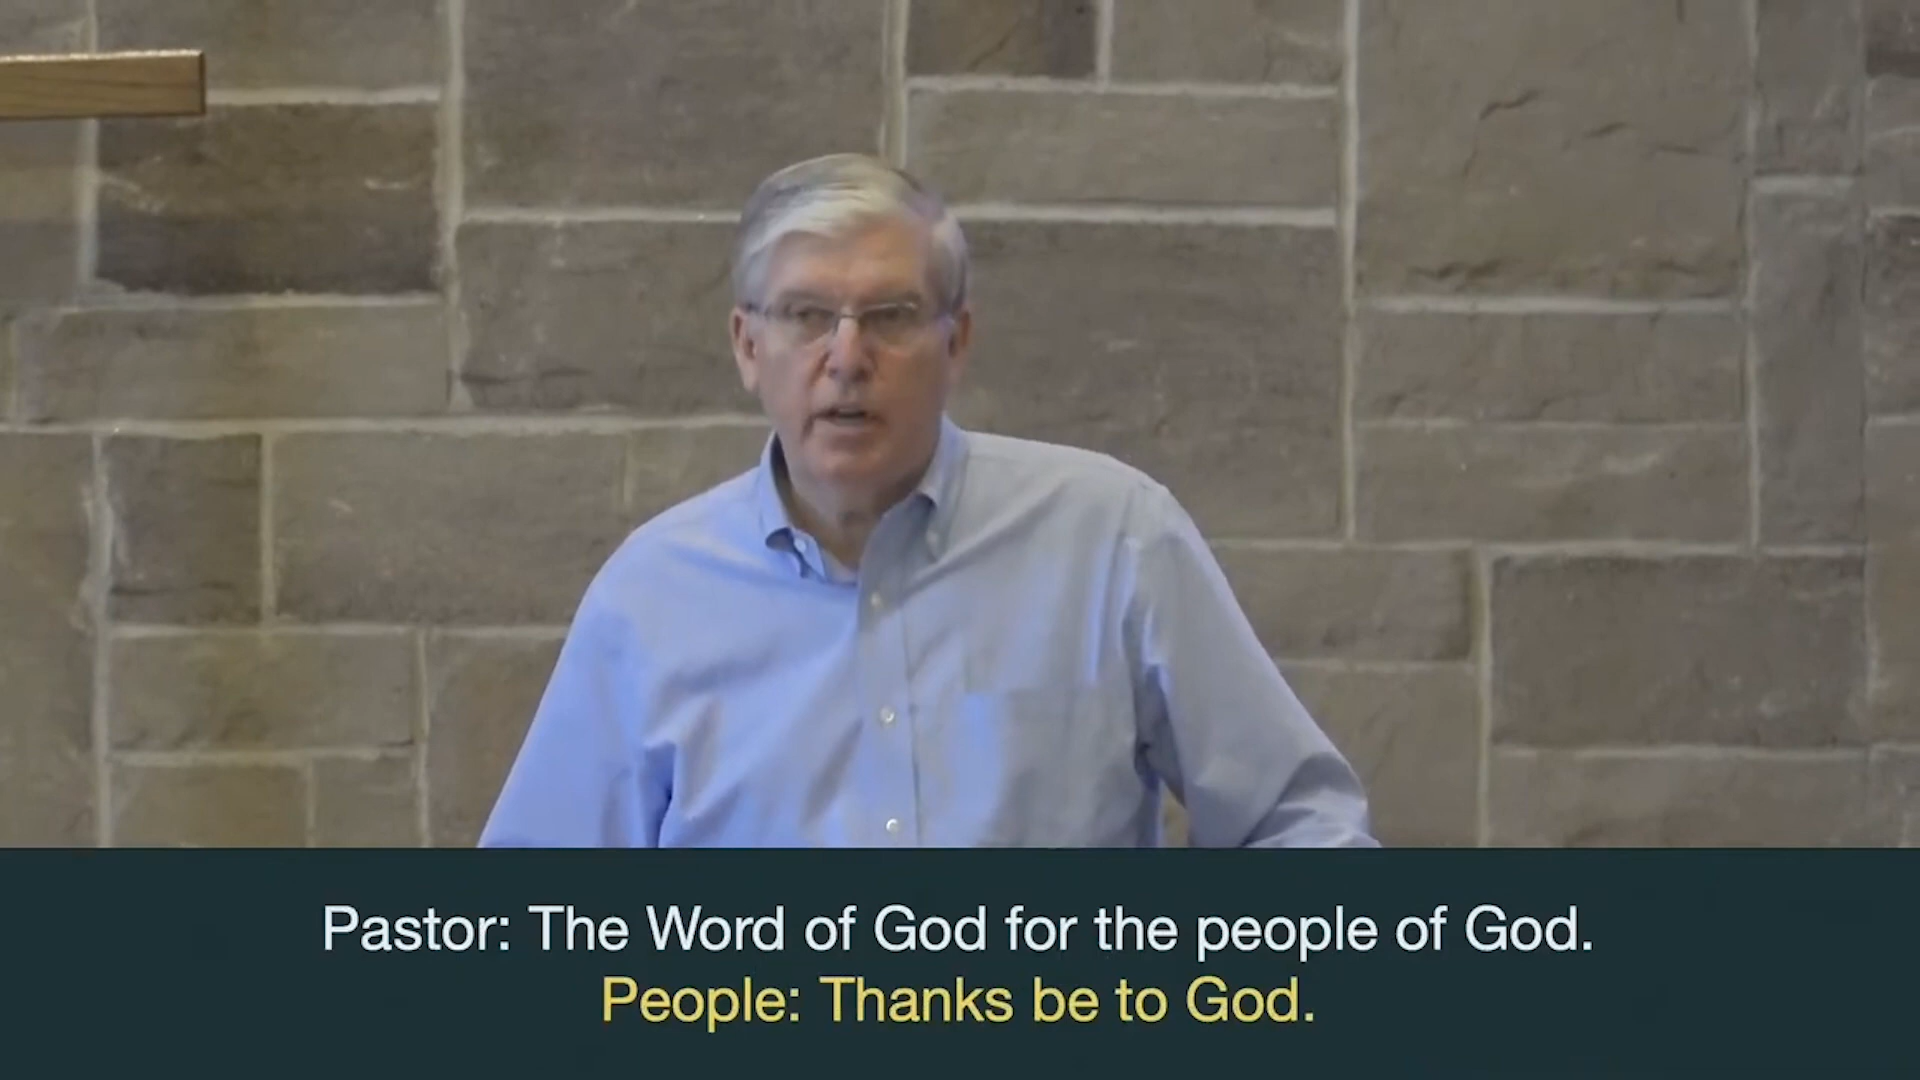 Pastor: The Word of God for the people of God.
People: Thanks be to God.